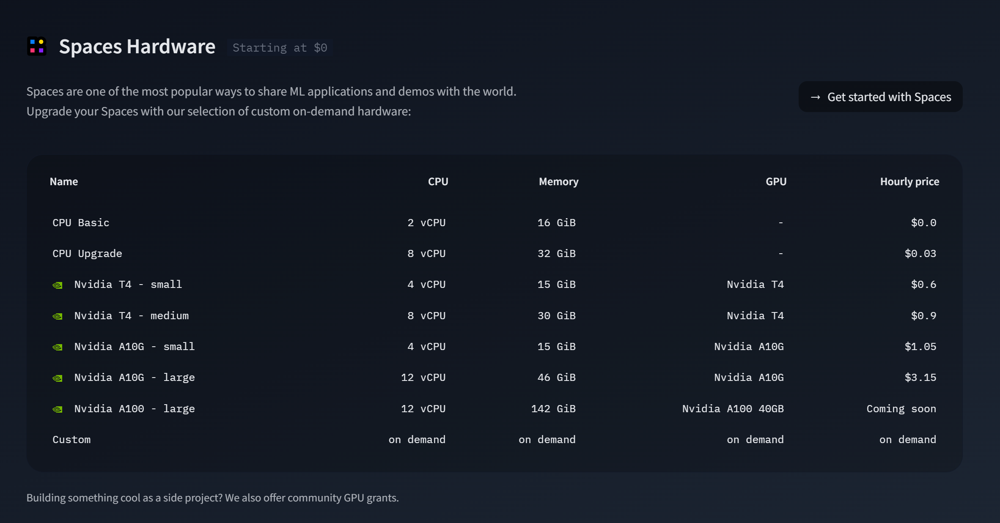 Spaces Hardware Starting at $0
Spaces are one of the most popular ways to share ML applications and demos with the world.
Upgrade your Spaces with our selection of custom on-demand hardware:
→ Get started with Spaces
Name CPU Memory GPU Hourly price
CPU Basic 2 vCPU 16 GiB - $0.0
CPU Upgrade 8 vCPU 32 GiB - $0.03
Nvidia T4 - small 4 vCPU 15 GiB Nvidia T4 $0.6
Nvidia T4 - medium 8 vCPU 30 GiB Nvidia T4 $0.9
Nvidia A10G - small 4 vCPU 15 GiB Nvidia A10G $1.05
Nvidia A10G - large 12 vCPU 46 GiB Nvidia A10G $3.15
Nvidia A100 - large 12 vCPU 142 GiB Nvidia A100 40GB Coming soon
Custom on demand on demand on demand on demand
Building something cool as a side project? We also offer community GPU grants.